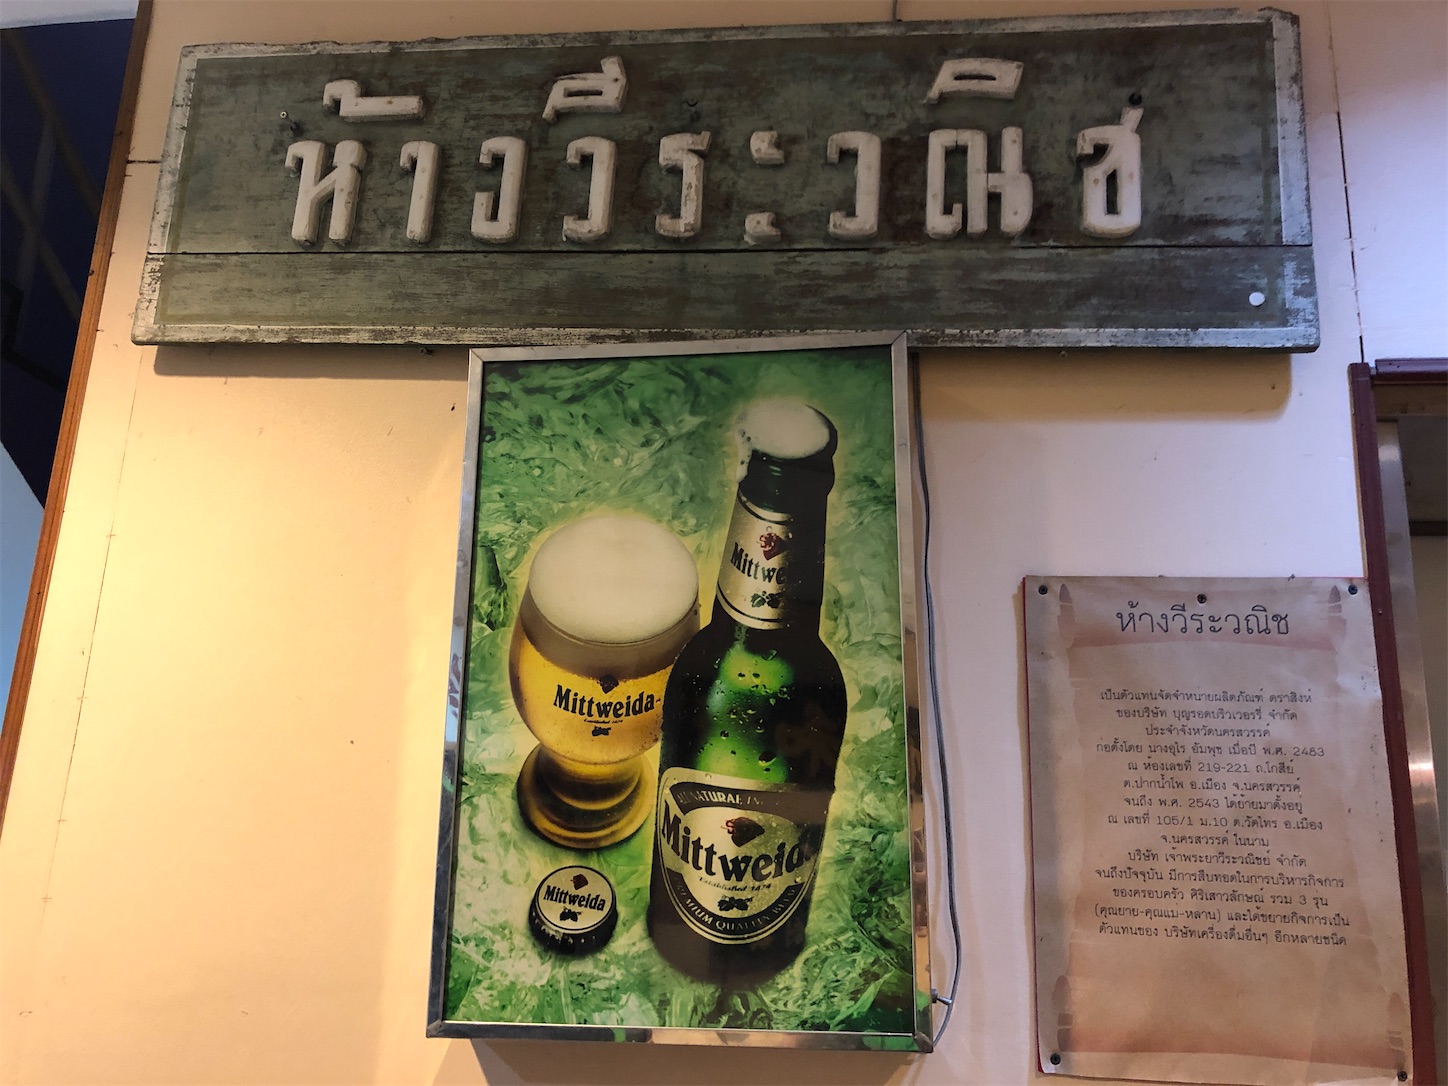 ห้างวีระวณิช
Mittweida
Mittweida
Established 1474
Mittweida
Established 1474
Mittweida
ห้างวีระวณิช
เป็นตัวแทนจัดจำหน่ายผลิตภัณฑ์ ตราสิงห์
ของบริษัท บุญรอดบริวเวอรรี่ จำกัด
ประจำจังหวัดนครสวรรค์
ก่อตั้งโดย นางอุไร อัมพุช เมื่อปี พ.ศ. 2483
ณ ห้องเลขที่ 219-221 ถ.โกสีย์
ต.ปากน้ำโพ อ.เมือง จ.นครสวรรค์
จนถึง พ.ศ. 2543 ได้ย้ายมาตั้งอยู่
ณ เลขที่ 105/1 ม.10 ต.วัดไทร อ.เมือง
จ.นครสวรรค์ ในนาม
บริษัท เจ้าพระยาวีระวณิชย์ จำกัด
จนถึงปัจจุบัน มีการสืบทอดในการบริหารกิจการ
ของครอบครัว ศิริเสาวลักษณ์ รวม 3 รุ่น
(คุณยาย-คุณแม่-หลาน) และได้ขยายกิจการเป็น
ตัวแทนของ บริษัทเครื่องดื่มอื่นๆ อีกหลายชนิด